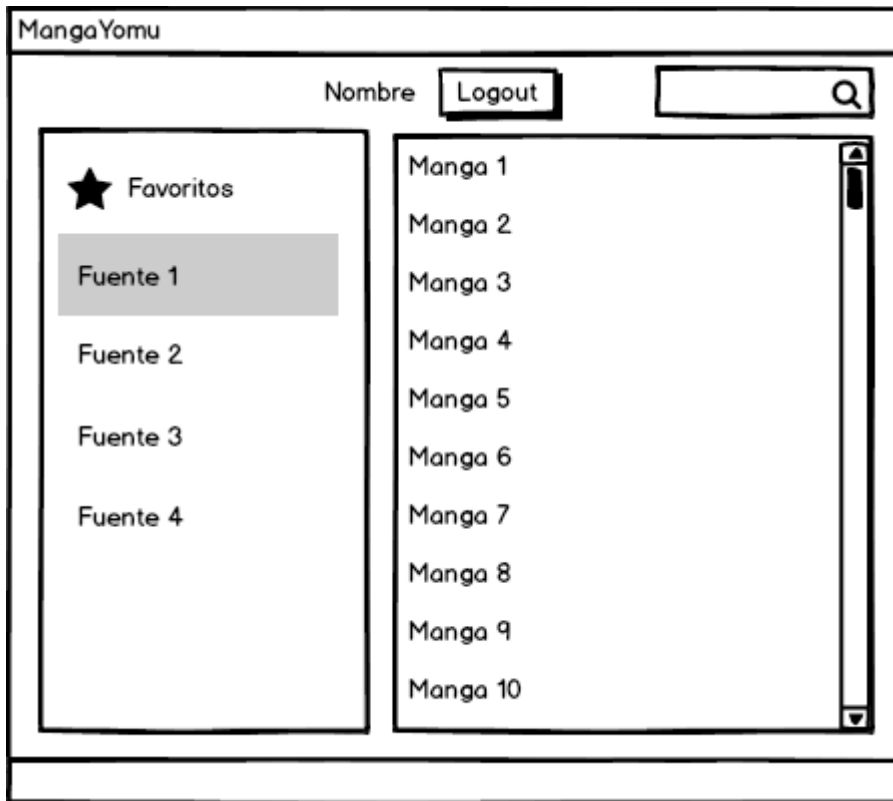 MangaYomu
Nombre Logout
Favoritos
Fuente 1
Fuente 2
Fuente 3
Fuente 4
Manga 1
Manga 2
Manga 3
Manga 4
Manga 5
Manga 6
Manga 7
Manga 8
Manga 9
Manga 10